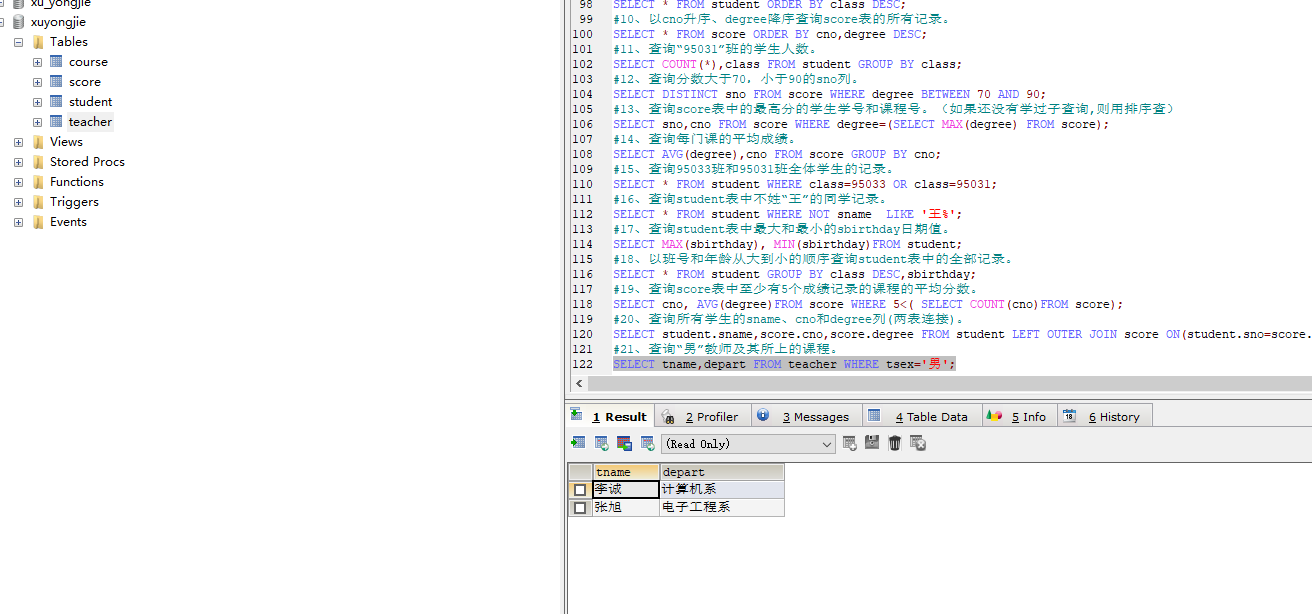 xu_yongjie
xuyongjie
Tables
course
score
student
teacher
Views
Stored Procs
Functions
Triggers
Events
98 SELECT * FROM student ORDER BY class DESC;
99 #10、以cno升序、degree降序查询score表的所有记录。
100 SELECT * FROM score ORDER BY cno,degree DESC;
101 #11、查询“95031”班的学生人数。
102 SELECT COUNT(*),class FROM student GROUP BY class;
103 #12、查询分数大于70，小于90的sno列。
104 SELECT DISTINCT sno FROM score WHERE degree BETWEEN 70 AND 90;
105 #13、查询score表中的最高分的学生学号和课程号。（如果还没有学过子查询,则用排序查）
106 SELECT sno,cno FROM score WHERE degree=(SELECT MAX(degree) FROM score);
107 #14、查询每门课的平均成绩。
108 SELECT AVG(degree),cno FROM score GROUP BY cno;
109 #15、查询95033班和95031班全体学生的记录。
110 SELECT * FROM student WHERE class=95033 OR class=95031;
111 #16、查询student表中不姓“王”的同学记录。
112 SELECT * FROM student WHERE NOT sname  LIKE '王%';
113 #17、查询student表中最大和最小的sbirthday日期值。
114 SELECT MAX(sbirthday), MIN(sbirthday)FROM student;
115 #18、以班号和年龄从大到小的顺序查询student表中的全部记录。
116 SELECT * FROM student GROUP BY class DESC,sbirthday;
117 #19、查询score表中至少有5个成绩记录的课程的平均分数。
118 SELECT cno, AVG(degree)FROM score WHERE 5<( SELECT COUNT(cno)FROM score);
119 #20、查询所有学生的sname、cno和degree列(两表连接)。
120 SELECT student.sname,score.cno,score.degree FROM student LEFT OUTER JOIN score ON(student.sno=score.
121 #21、查询“男”教师及其所上的课程。
122 SELECT tname,depart FROM teacher WHERE tsex='男';
1 Result 2 Profiler 3 Messages 4 Table Data 5 Info 6 History
(Read Only)
tname depart
李诚 计算机系
张旭 电子工程系